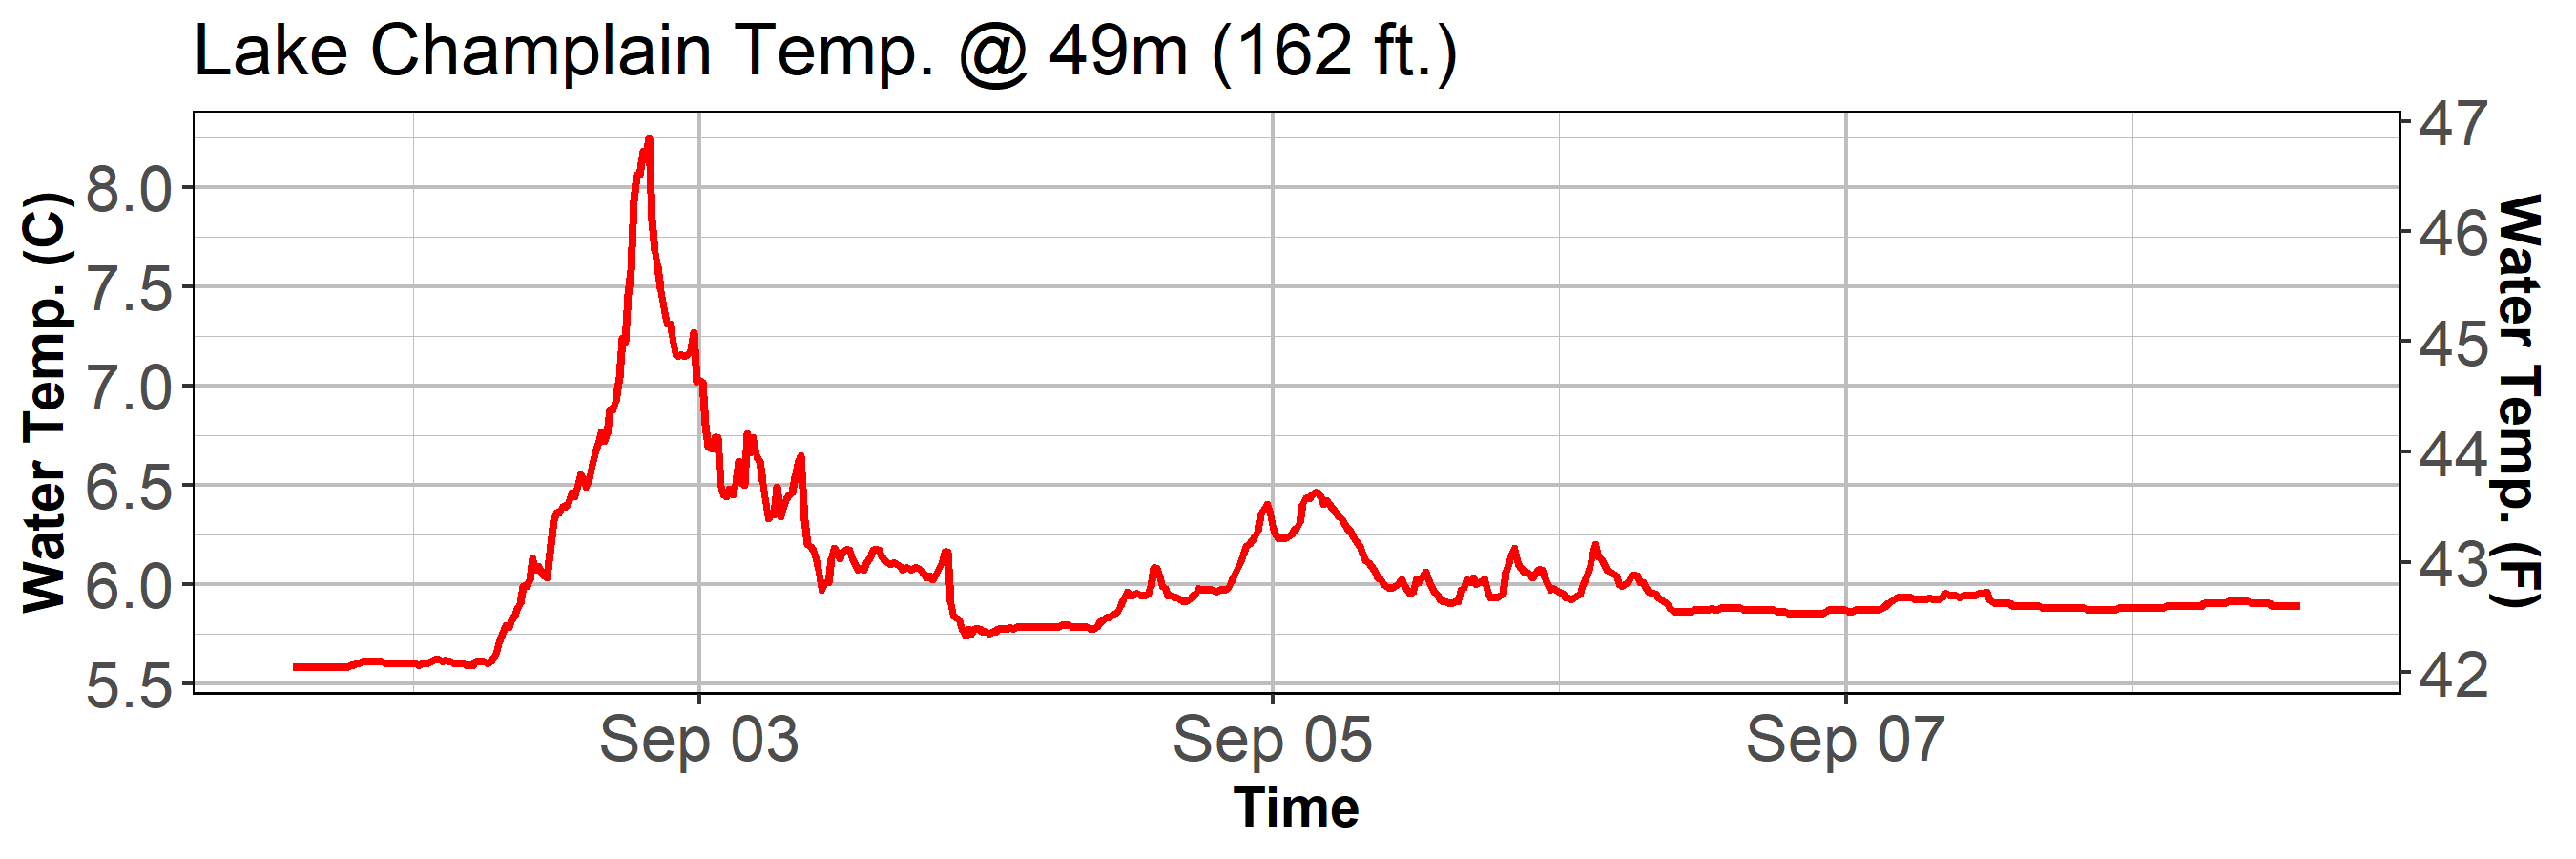 Lake Champlain Temp. @ 49m (162 ft.)
Water Temp. (C)
8.0
7.5
7.0
6.5
6.0
5.5
47
46
45
44
43
42
Water Temp. (F)
Sep 03
Sep 05
Sep 07
Time